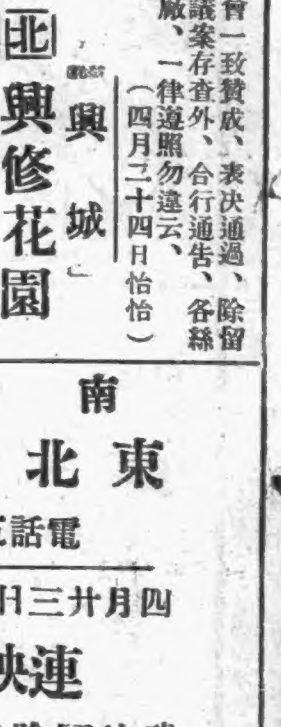 會一致贊成、表决通過、除留
議案存查外、合行通告、各絲
廠、一律遵照勿違云、
（四月二十四日怡怡）
興城」
北 興修花園
南
東北
電話
四月廿三日
連映